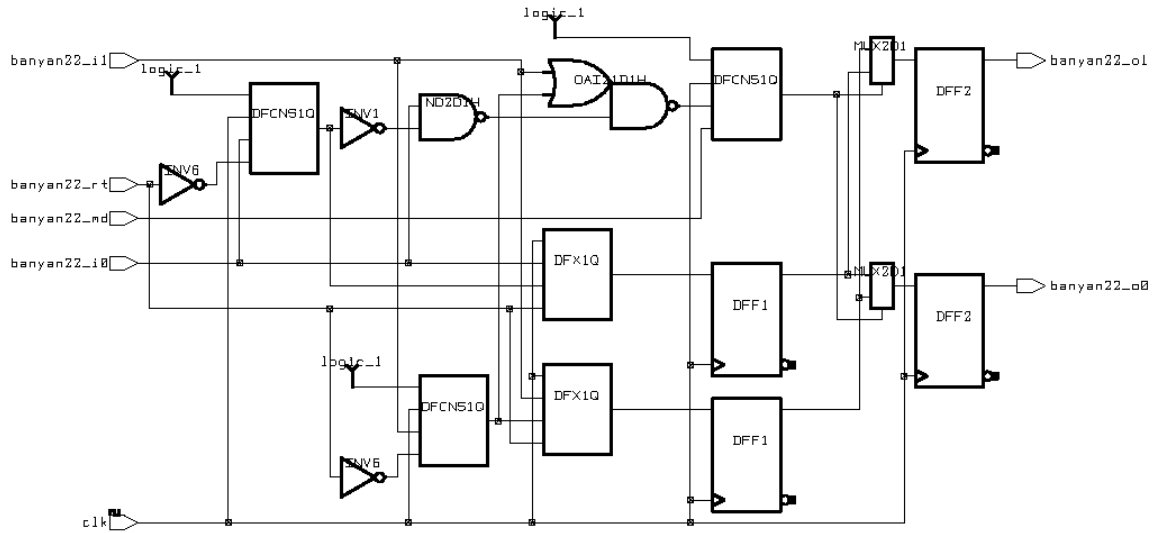 logic_1
banyan22_i1
MUX2D1
banyan22_o1
logic_1
OAI21D1H
DFF2
DFCN51Q
INV1
ND2D1H
DFCN51Q
INV6
banyan22_rt
banyan22_md
banyan22_i0
DFX1Q
MUX2D1
banyan22_o0
DFF1
DFF2
logic_1
DFCN51Q
DFX1Q
DFF1
INV6
clk